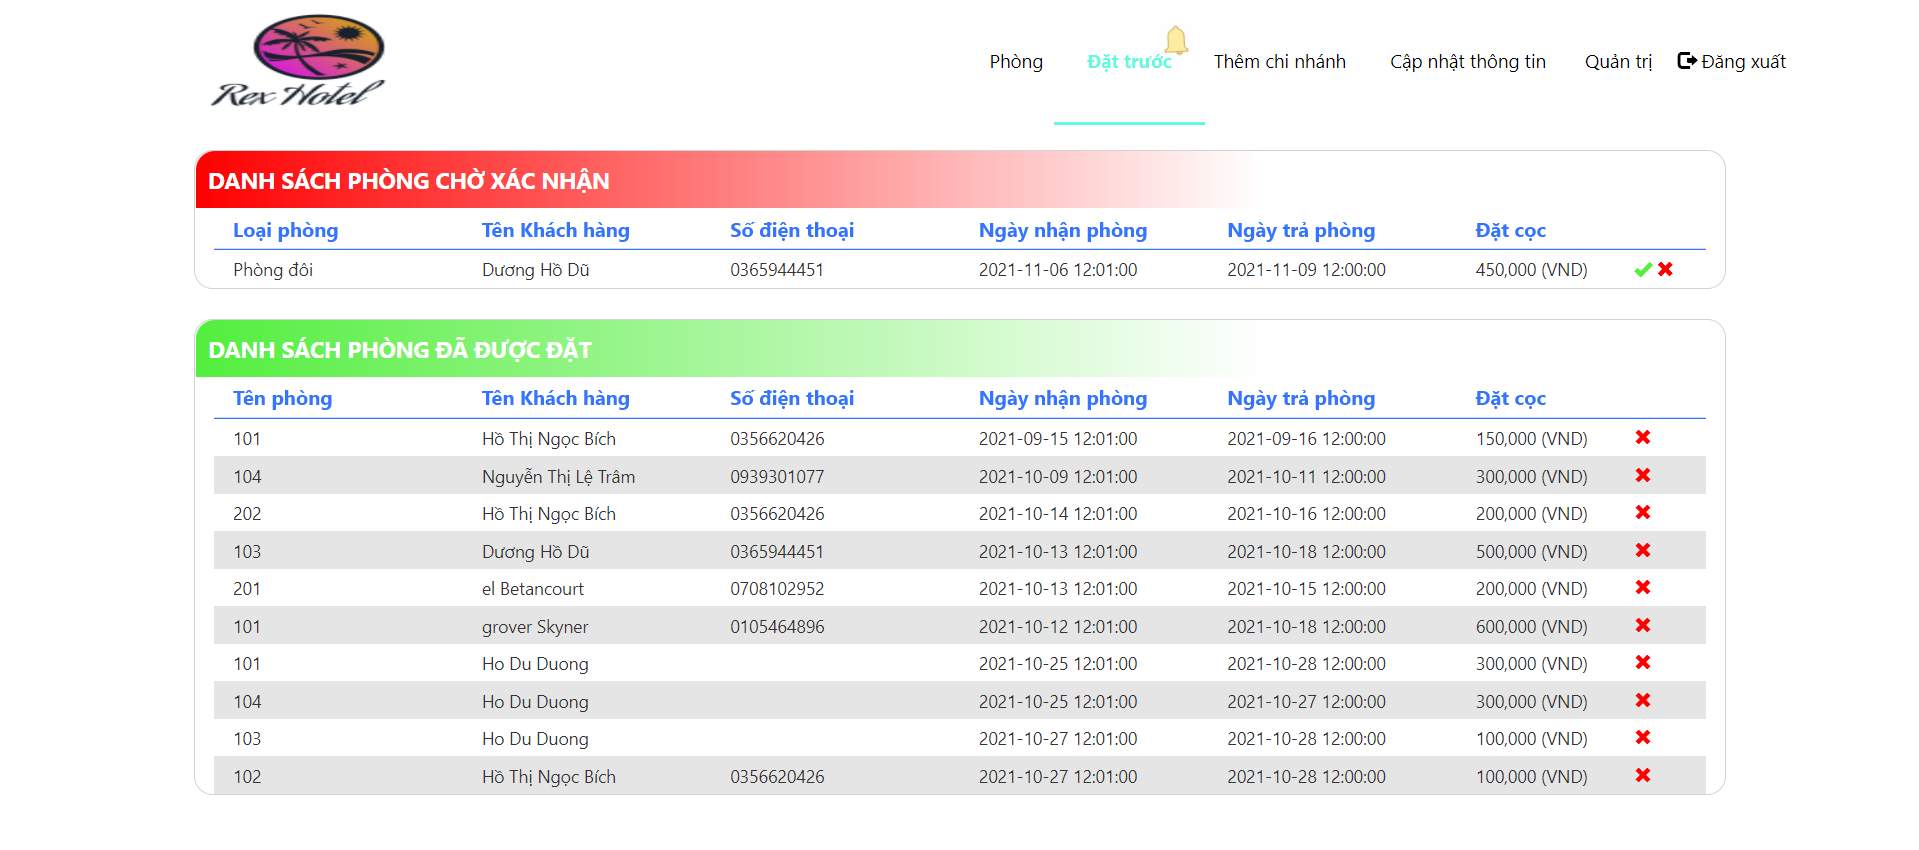 Rex Hotel
Phòng Đặt trước Thêm chi nhánh Cập nhật thông tin Quản trị Đăng xuất
DANH SÁCH PHÒNG CHỜ XÁC NHẬN
Loại phòng Tên Khách hàng Số điện thoại Ngày nhận phòng Ngày trả phòng Đặt cọc
Phòng đôi Dương Hồ Dũ 0365944451 2021-11-06 12:01:00 2021-11-09 12:00:00 450,000 (VND)
DANH SÁCH PHÒNG ĐÃ ĐƯỢC ĐẶT
Tên phòng Tên Khách hàng Số điện thoại Ngày nhận phòng Ngày trả phòng Đặt cọc
101 Hồ Thị Ngọc Bích 0356620426 2021-09-15 12:01:00 2021-09-16 12:00:00 150,000 (VND)
104 Nguyễn Thị Lệ Trâm 0939301077 2021-10-09 12:01:00 2021-10-11 12:00:00 300,000 (VND)
202 Hồ Thị Ngọc Bích 0356620426 2021-10-14 12:01:00 2021-10-16 12:00:00 200,000 (VND)
103 Dương Hồ Dũ 0365944451 2021-10-13 12:01:00 2021-10-18 12:00:00 500,000 (VND)
201 el Betancourt 0708102952 2021-10-13 12:01:00 2021-10-15 12:00:00 200,000 (VND)
101 grover Skyner 0105464896 2021-10-12 12:01:00 2021-10-18 12:00:00 600,000 (VND)
101 Ho Du Duong 2021-10-25 12:01:00 2021-10-28 12:00:00 300,000 (VND)
104 Ho Du Duong 2021-10-25 12:01:00 2021-10-27 12:00:00 300,000 (VND)
103 Ho Du Duong 2021-10-27 12:01:00 2021-10-28 12:00:00 100,000 (VND)
102 Hồ Thị Ngọc Bích 0356620426 2021-10-27 12:01:00 2021-10-28 12:00:00 100,000 (VND)